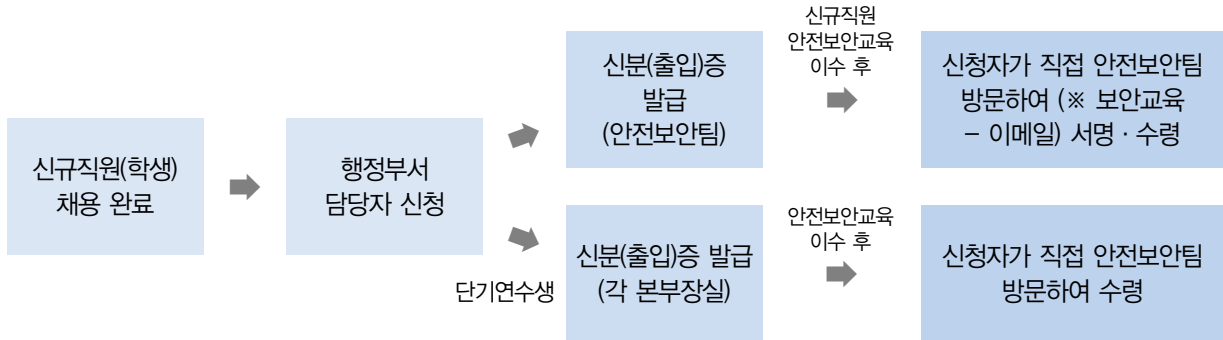 신규직원(학생)
채용 완료
행정부서
담당자 신청
신분(출입)증
발급
(안전보안팀)
신규직원
안전보안교육
이수 후
신청자가 직접 안전보안팀
방문하여 (※ 보안교육
– 이메일) 서명 · 수령
단기연수생
신분(출입)증 발급
(각 본부장실)
안전보안교육
이수 후
신청자가 직접 안전보안팀
방문하여 수령